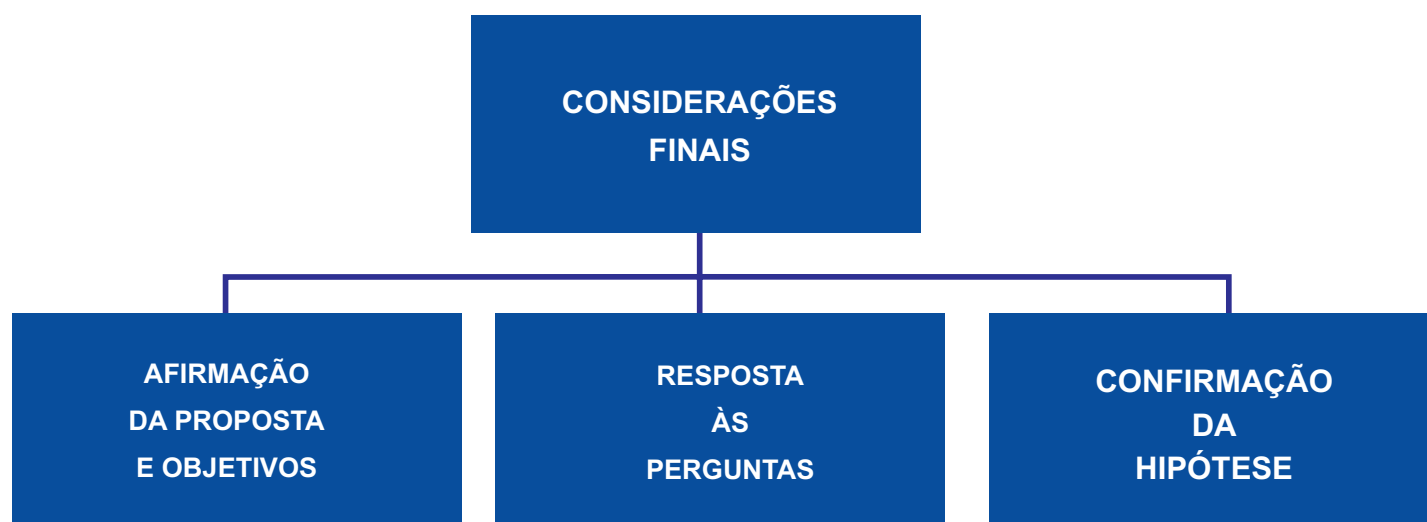 CONSIDERAÇÕES
FINAIS
AFIRMAÇÃO
DA PROPOSTA
E OBJETIVOS
RESPOSTA
ÀS
PERGUNTAS
CONFIRMAÇÃO
DA
HIPÓTESE